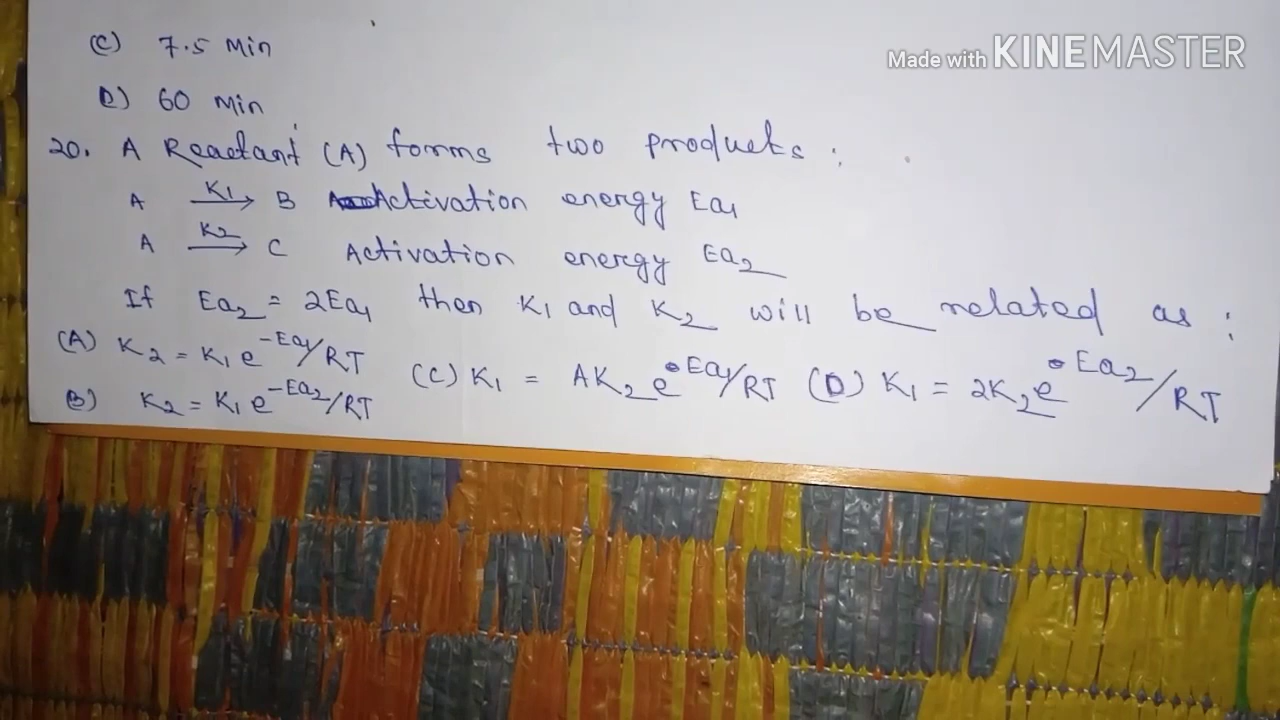 (C) 7.5 Min
Made with KINEMASTER
(D) 60 Min
20. A Reactant (A) forms two products :
A K1 → B Activation energy Ea1
A K2 → C Activation energy Ea2
If Ea2 = 2Ea1 then K1 and K2 will be related as :
(A) K2 = K1 e^-Ea1/RT (C) K1 = AK2 e^Ea1/RT (D) K1 = 2K2 e^Ea2/RT
(B) K2 = K1 e^-Ea2/RT